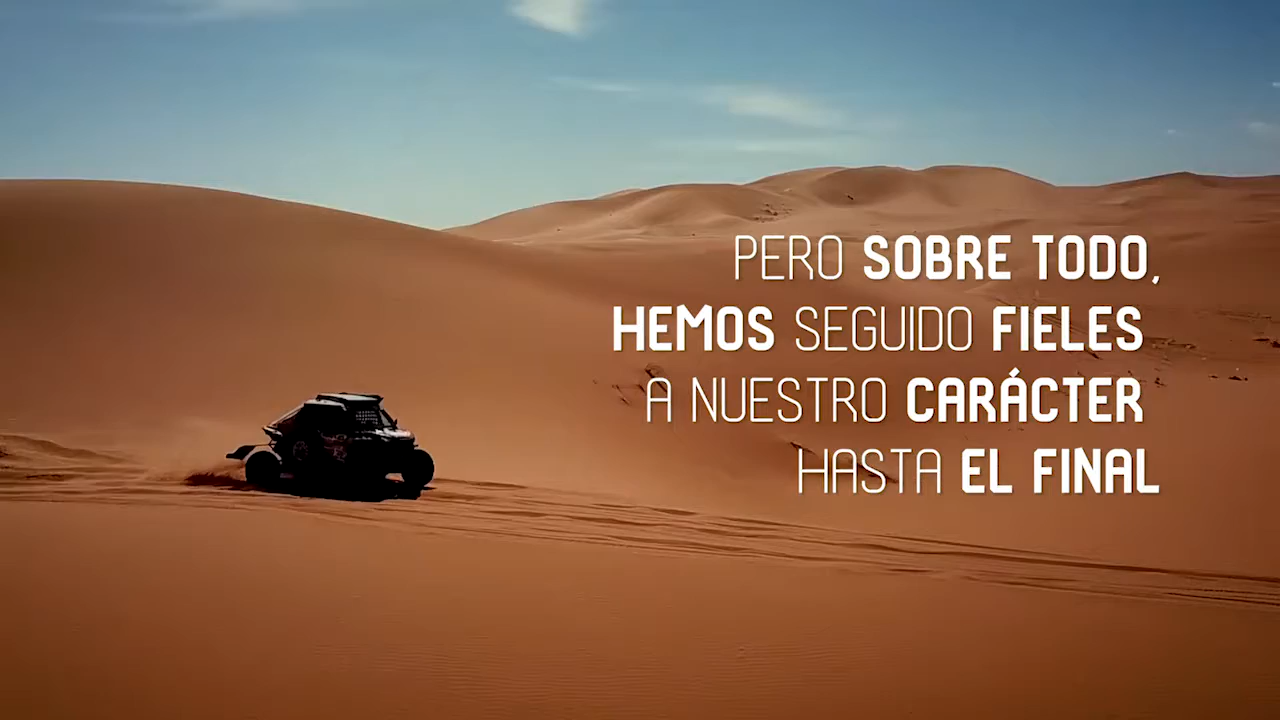 PERO SOBRE TODO,
HEMOS SEGUIDO FIELES
A NUESTRO CARÁCTER
HASTA EL FINAL